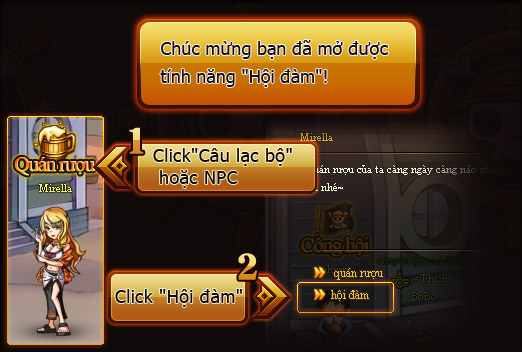 Chúc mừng bạn đã mở được
tính năng "Hội đàm"!
Quán rượu
Mirella
1
Click"Câu lạc bộ"
hoặc NPC
Mirella
rượu của ta càng ngày càng náo
nhé~
Công hội
2
Click "Hội đàm"
quán rượu
hội đàm
<Thích>
BoBo